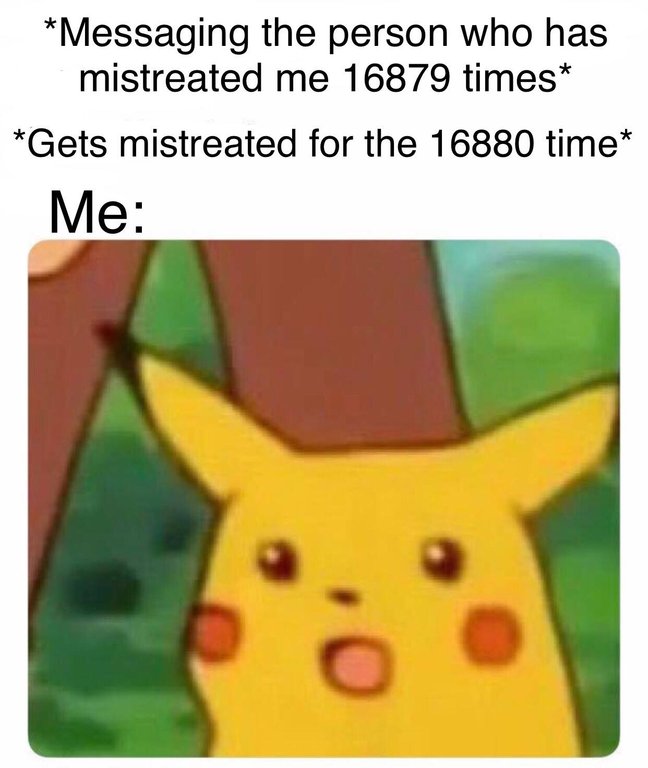 *Messaging the person who has
mistreated me 16879 times*
*Gets mistreated for the 16880 time*
Me: